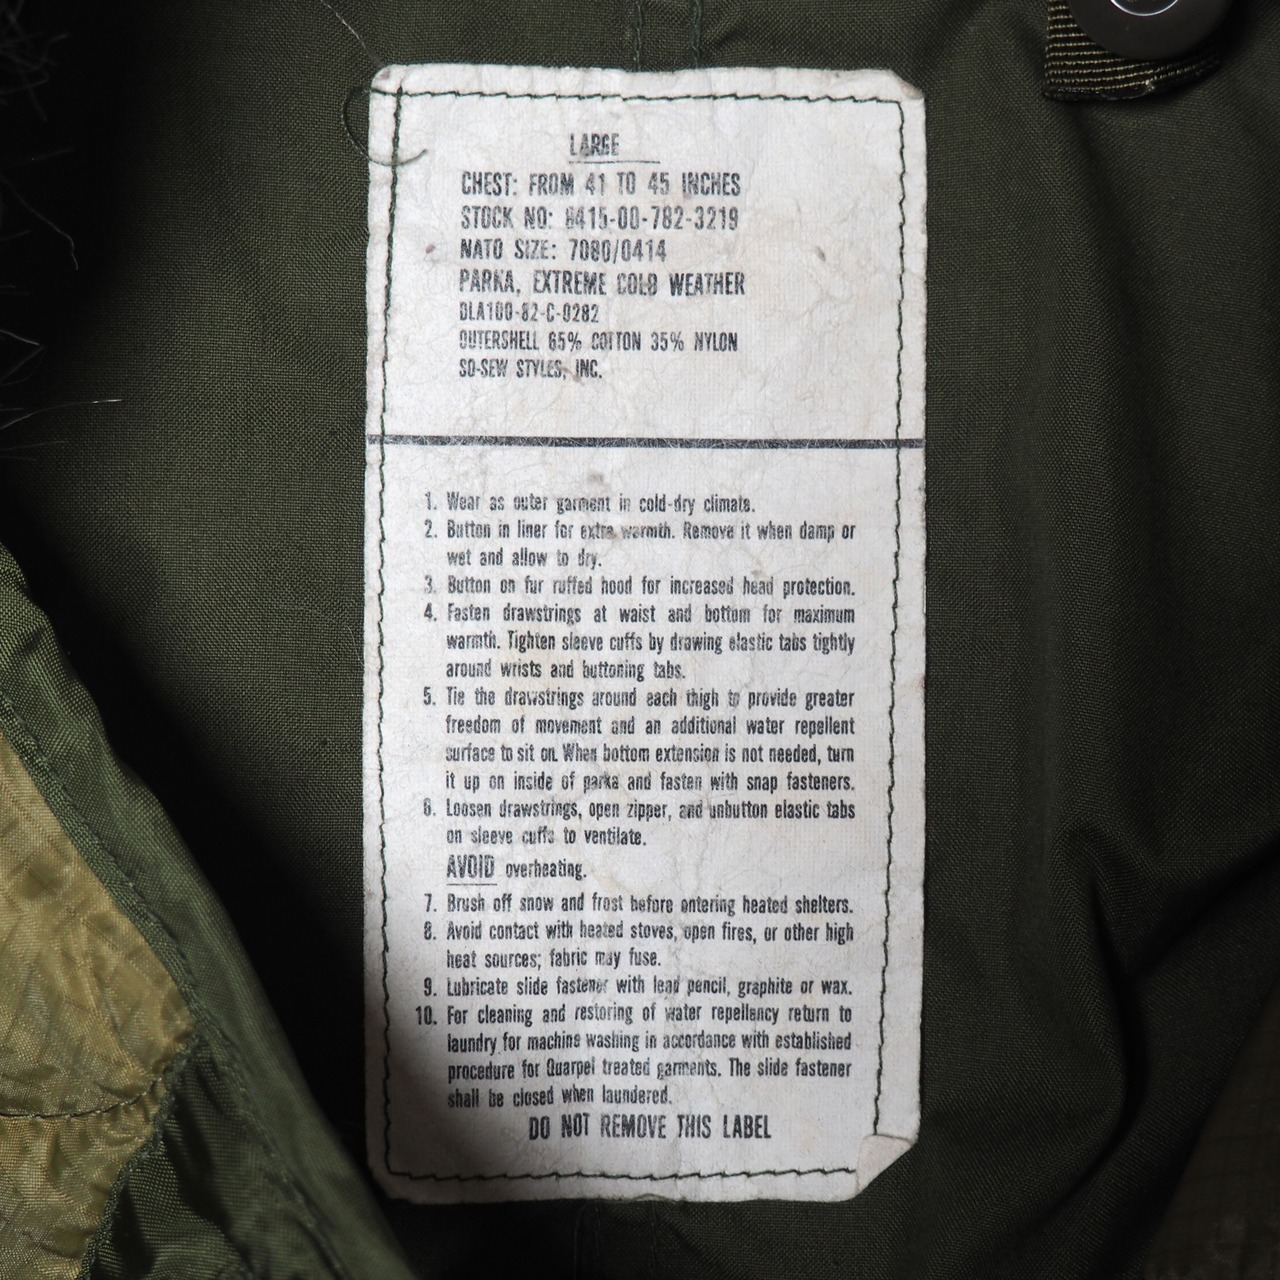 LARGE
CHEST: FROM 41 TO 45 INCHES
STOCK NO: 8415-00-782-3219
NATO SIZE: 7080/0414
PARKA, EXTREME COLD WEATHER
DLA100-82-C-0282
OUTERSHELL 65% COTTON 35% NYLON
SO-SEW STYLES, INC.
1. Wear as outer garment in cold-dry climate.
2. Button in liner for extra warmth. Remove it when damp or
wet and allow to dry.
3. Button on fur ruffed hood for increased head protection.
4. Fasten drawstrings at waist and bottom for maximum
warmth. Tighten sleeve cuffs by drawing elastic tabs tightly
around wrists and buttoning tabs.
5. Tie the drawstrings around each thigh to provide greater
freedom of movement and an additional water repellent
surface to sit on. When bottom extension is not needed, turn
it up on inside of parka and fasten with snap fasteners.
6. Loosen drawstrings, open zipper, and unbutton elastic tabs
on sleeve cuffs to ventilate.
AVOID overheating.
7. Brush off snow and frost before entering heated shelters.
8. Avoid contact with heated stoves, open fires, or other high
heat sources; fabric may fuse.
9. Lubricate slide fastener with lead pencil, graphite or wax.
10. For cleaning and restoring of water repellency return to
laundry for machine washing in accordance with established
procedure for Quarpel treated garments. The slide fastener
shall be closed when laundered.
DO NOT REMOVE THIS LABEL